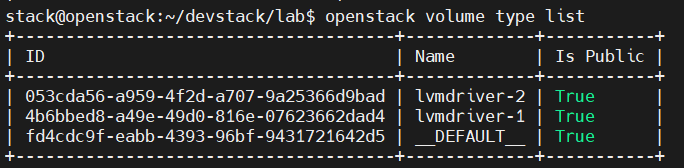 stack@openstack:~/devstack/lab$ openstack volume type list
+--------------------------------------+-------------+-----------+
| ID                                   | Name        | Is Public |
+--------------------------------------+-------------+-----------+
| 053cda56-a959-4f2d-a707-9a25366d9bad | lvmdriver-2 | True      |
| 4b6bbed8-a49e-49d0-816e-07623662dad4 | lvmdriver-1 | True      |
| fd4cdc9f-eabb-4393-96bf-9431721642d5 | __DEFAULT__ | True      |
+--------------------------------------+-------------+-----------+